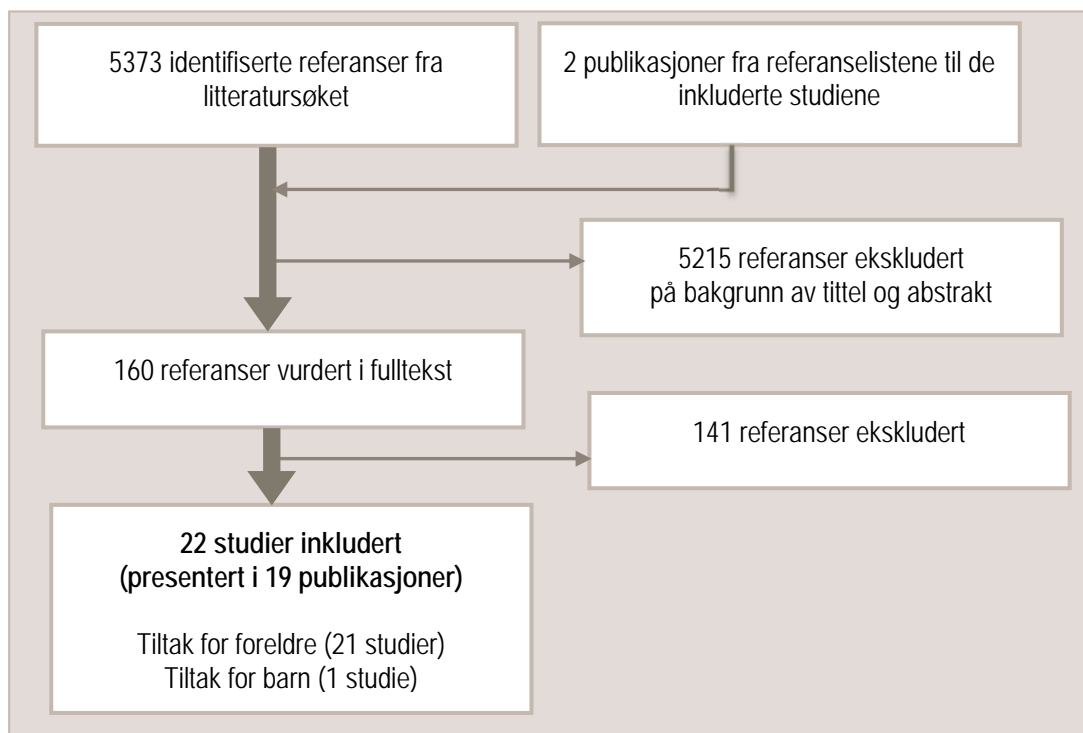 5373 identifiserte referanser fra
litteratursøket
2 publikasjoner fra referanselistene til de
inkluderte studiene
5215 referanser ekskludert
på bakgrunn av tittel og abstrakt
160 referanser vurdert i fulltekst
141 referanser ekskludert
22 studier inkludert
(presentert i 19 publikasjoner)
Tiltak for foreldre (21 studier)
Tiltak for barn (1 studie)